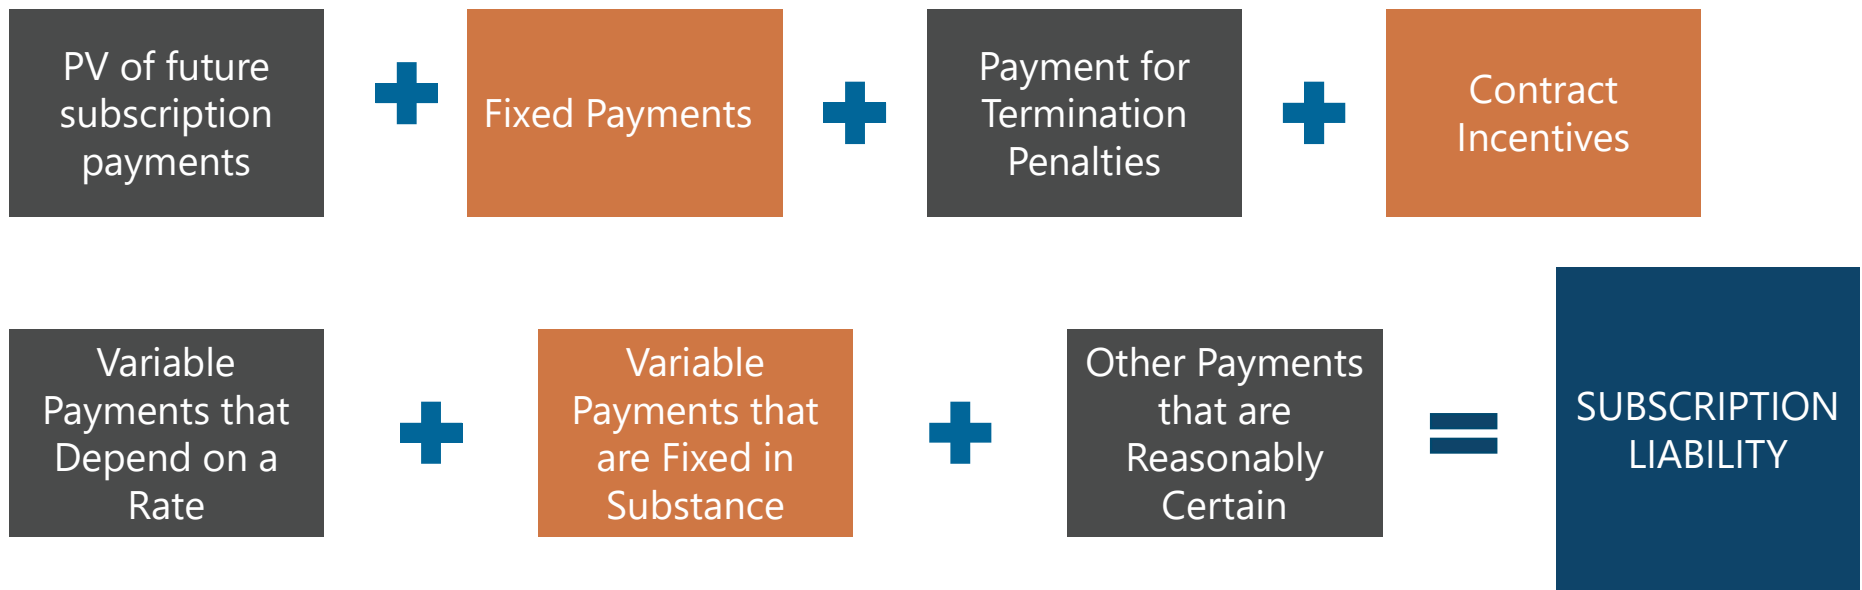 PV of future
subscription
payments
Fixed Payments
Payment for
Termination
Penalties
Contract
Incentives
Variable
Payments that
Depend on a
Rate
Variable
Payments that
are Fixed in
Substance
Other Payments
that are
Reasonably
Certain
SUBSCRIPTION
LIABILITY